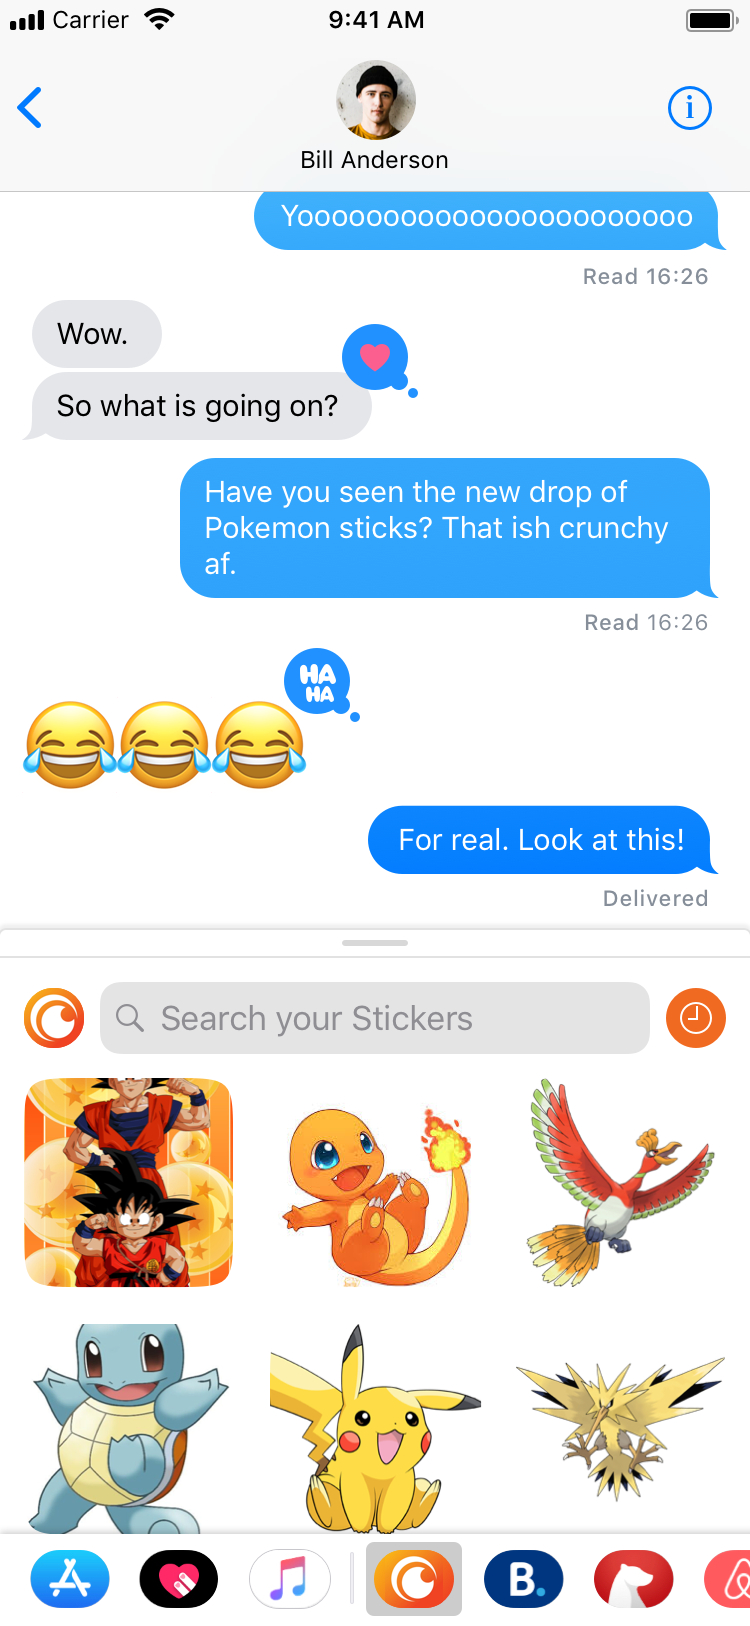 Carrier
9:41 AM
Bill Anderson
Yooooooooooooooooooooooo
Read 16:26
Wow.
So what is going on?
Have you seen the new drop of
Pokemon sticks? That ish crunchy
af.
Read 16:26
HA
HA
For real. Look at this!
Delivered
Search your Stickers
B.